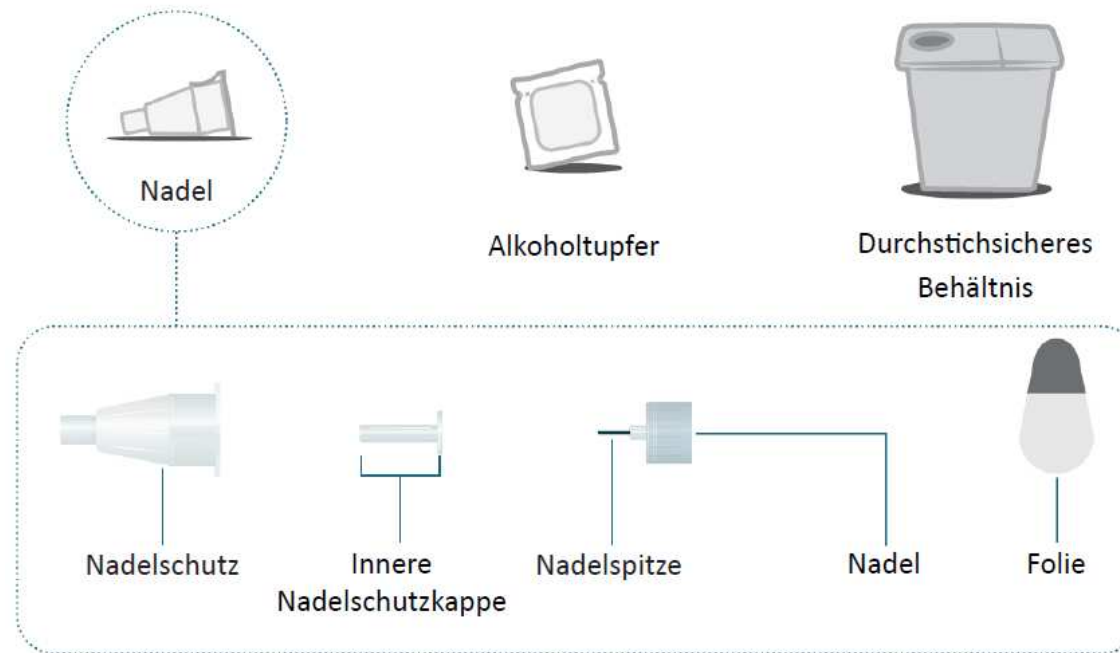 Nadel
Alkoholtupfer
Durchstichsicheres
Behältnis
Nadelschutz
Innere
Nadelschutzkappe
Nadelspitze
Nadel
Folie